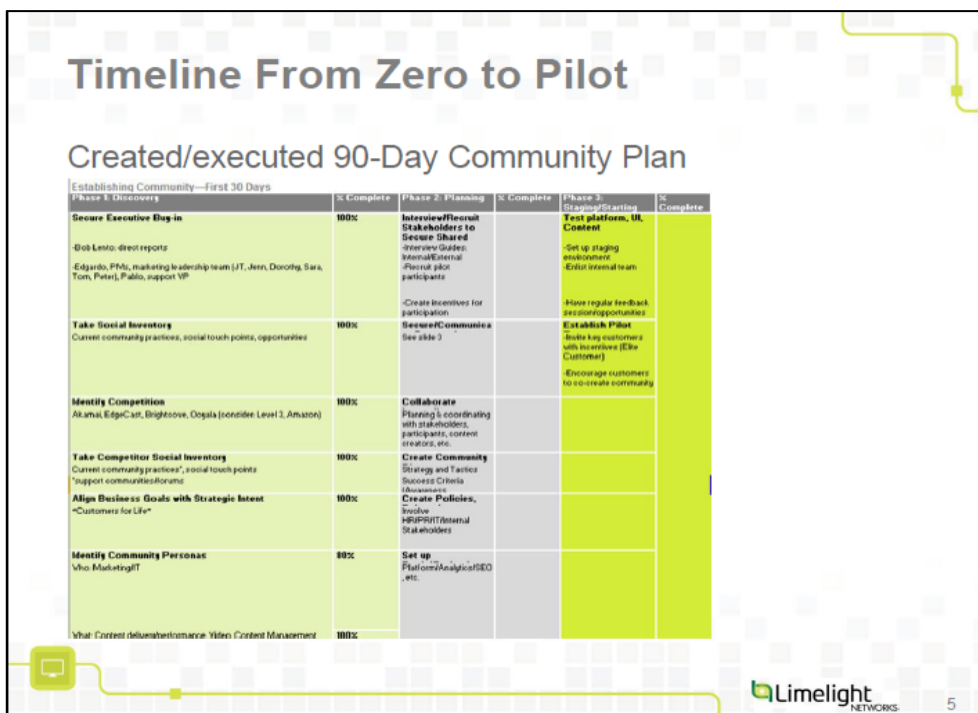 Timeline From Zero to Pilot
Created/executed 90-Day Community Plan
Establishing Community—First 30 Days
Phase 1: Discovery
% Complete
Phase 2: Planning
% Complete
Phase 3:
Staging/Starting
%
Complete
Secure Executive Buy-in
-Bob Lento: direct reports
-Edgardo, PMs, marketing leadership team (JT, Jenn, Dorothy, Sara,
Tom, Peter), Pablo, support VP
100%
Interview/Recruit
Stakeholders to
Secure Shared
-Interview Guides:
Internal/External
-Recruit pilot
participants
-Create incentives for
participation
Test platform, UI,
Content
-Set up staging
environment
-Enlist internal team
-Have regular feedback
session/opportunities
Take Social Inventory
Current community practices, social touch points, opportunities
100%
Secure/Communica
See slide 3
Establish Pilot
-Invite key customers
with incentives (Elite
Customer)
-Encourage customers
to co-create community
Identify Competition
Akamai, EdgeCast, Brightcove, Ooyala (consider: Level 3, Amazon)
100%
Collaborate
Planning & coordinating
with stakeholders,
participants, content
creators, etc.
Take Competitor Social Inventory
Current community practices*, social touch points
*support communities/forums
100%
Create Community
Strategy and Tactics
Success Criteria
Align Business Goals with Strategic Intent
"Customers for Life"
100%
Create Policies,
Involve
HR/PR/IT/Internal
Stakeholders
Identify Community Personas
Who: Marketing/IT
80%
Set up
Platform/Analytics/SEO
, etc.
What: Content delivery/performance, Video Content Management
100%
Limelight
NETWORKS
5